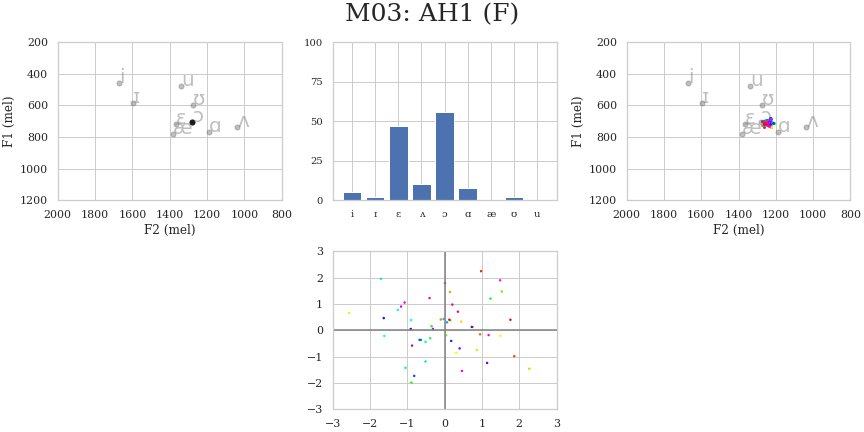 M03: AH1 (F)
200
400
600
800
1000
1200
F1 (mel)
2000 1800 1600 1400 1200 1000 800
F2 (mel)
i u ɪ ʊ ɛ ɔ æ ɑ ʌ
100
75
50
25
0
i ɪ ɛ ʌ ɔ ɑ æ ʊ u
200
400
600
800
1000
1200
F1 (mel)
2000 1800 1600 1400 1200 1000 800
F2 (mel)
i u ɪ ʊ ɛ æ ɑ ʌ
3
2
1
0
−1
−2
−3
−3 −2 −1 0 1 2 3